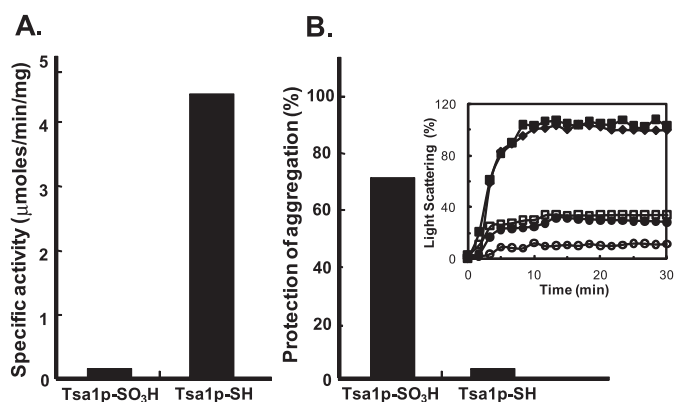 A.
B.
Specific activity (μmoles/min/mg)
5
4
3
2
1
0
Tsa1p-SO₃H Tsa1p-SH
Protection of aggregation (%)
100
80
60
40
20
0
Tsa1p-SO₃H Tsa1p-SH
Light Scattering (%)
120
80
40
0
0 10 20 30
Time (min)